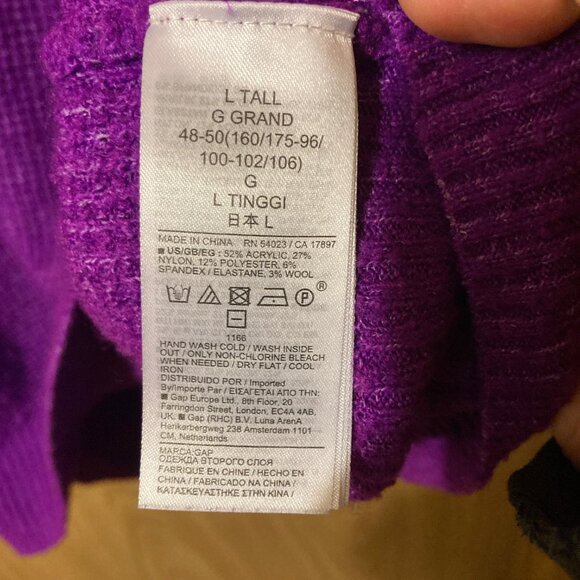 L TALL
G GRAND
48-50(160/175-96/
100-102/106)
G
L TINGGI
日本 L
MADE IN CHINA RN 54023 / CA 17897
■ US/GB/EG : 52% ACRYLIC, 27%
NYLON, 12% POLYESTER, 6%
SPANDEX / ELASTANE, 3% WOOL
P ®
1166
HAND WASH COLD / WASH INSIDE
OUT / ONLY NON-CHLORINE BLEACH
WHEN NEEDED / DRY FLAT / COOL
IRON
DISTRIBUIDO POR / Imported
By/Importe Par / ΕΙΣΑΓΕΤΑΙ ΑΠΟ ΤΗΝ:
■ Gap Europe Ltd., 8th Floor, 20
Farringdon Street, London, EC4A 4AB,
UK. ■ Gap (RHC) B.V. Luna ArenA
Herikerbergweg 238 Amsterdam 1101
CM, Netherlands
МАРСА:GAP
ОДЕЖДА ВТОРОГО СЛОЯ
FABRIQUE EN CHINE / HECHO EN
CHINA / FABRICADO NA CHINA /
ΚΑΤΑΣΚΕΥΑΣΤΗΚΕ ΣΤΗΝ ΚΙΝΑ /